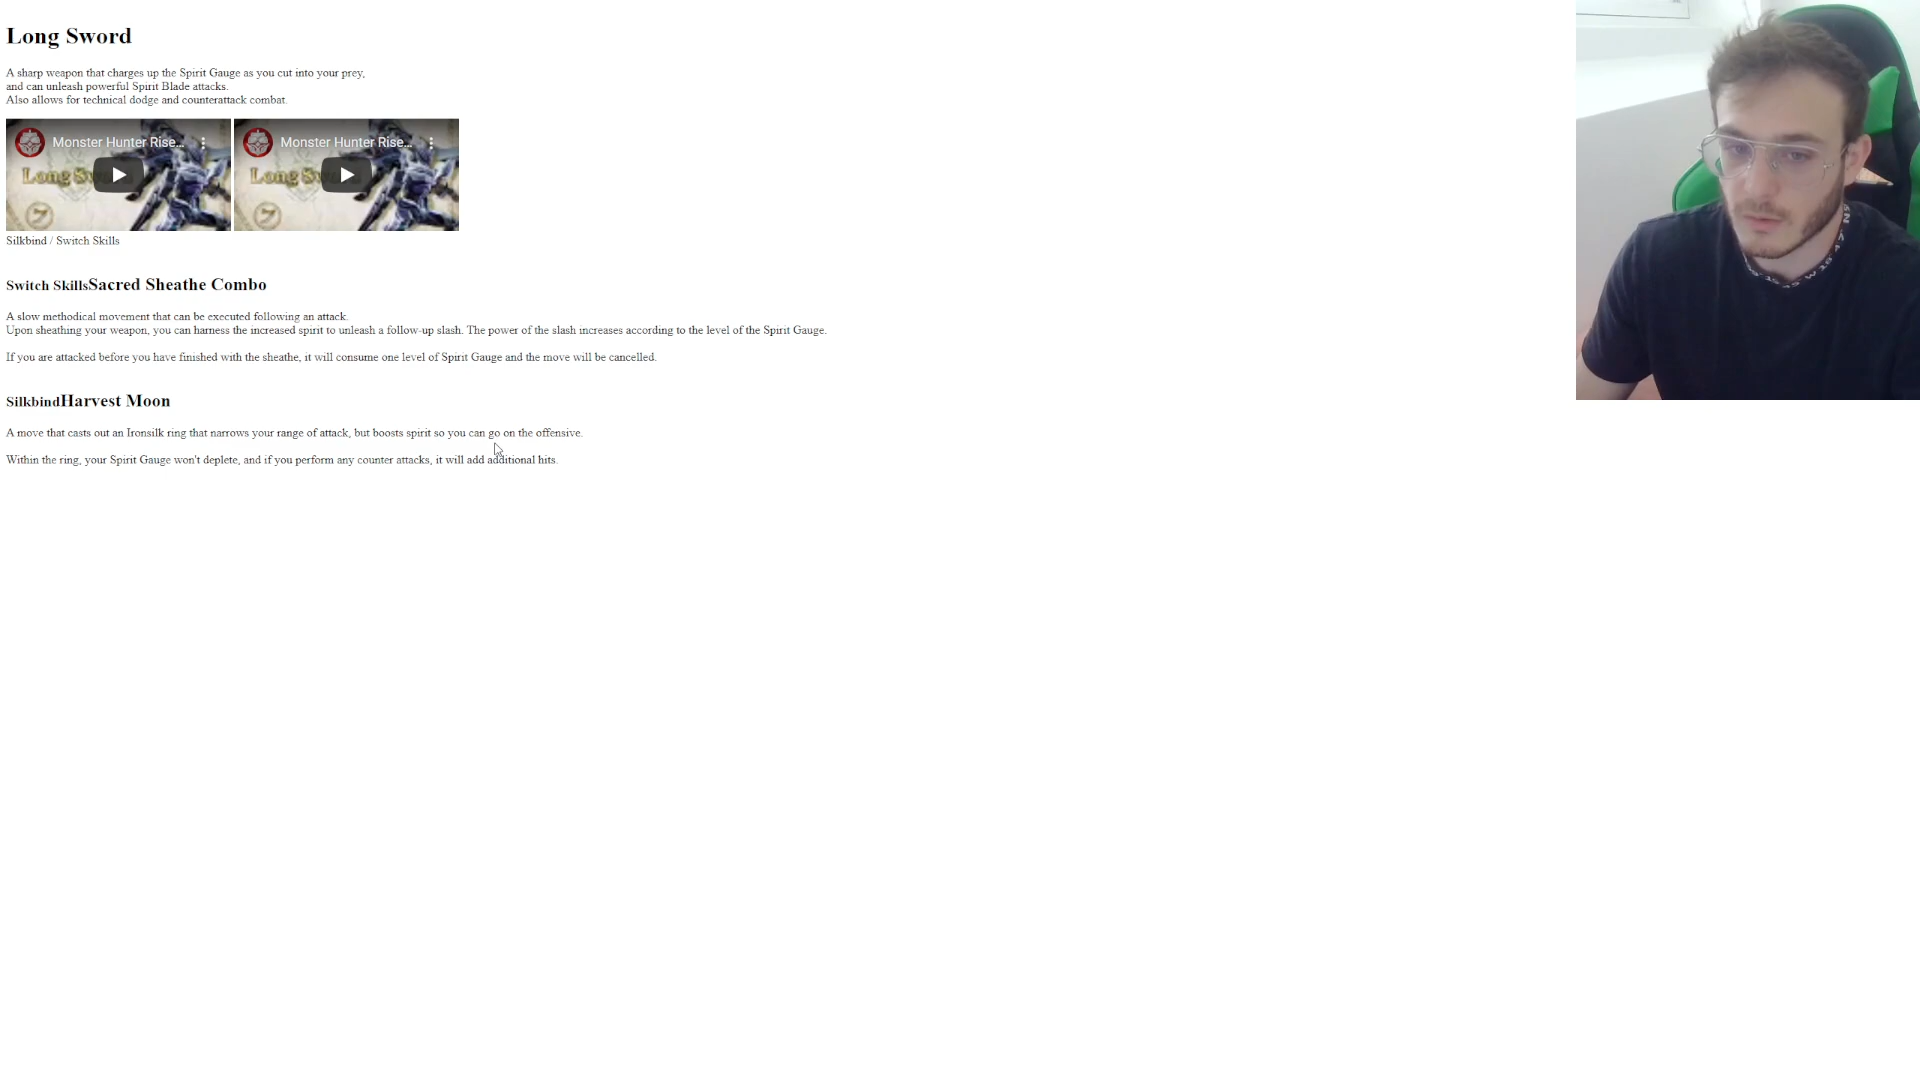 Long Sword
A sharp weapon that charges up the Spirit Gauge as you cut into your prey,
and can unleash powerful Spirit Blade attacks.
Also allows for technical dodge and counterattack combat.
Monster Hunter Rise...
Monster Hunter Rise...
Long
Long
Silkbind / Switch Skills
Switch SkillsSacred Sheathe Combo
A slow methodical movement that can be executed following an attack.
Upon sheathing your weapon, you can harness the increased spirit to unleash a follow-up slash. The power of the slash increases according to the level of the Spirit Gauge.
If you are attacked before you have finished with the sheathe, it will consume one level of Spirit Gauge and the move will be cancelled.
SilkbindHarvest Moon
A move that casts out an Ironsilk ring that narrows your range of attack, but boosts spirit so you can go on the offensive.
Within the ring, your Spirit Gauge won't deplete, and if you perform any counter attacks, it will add additional hits.